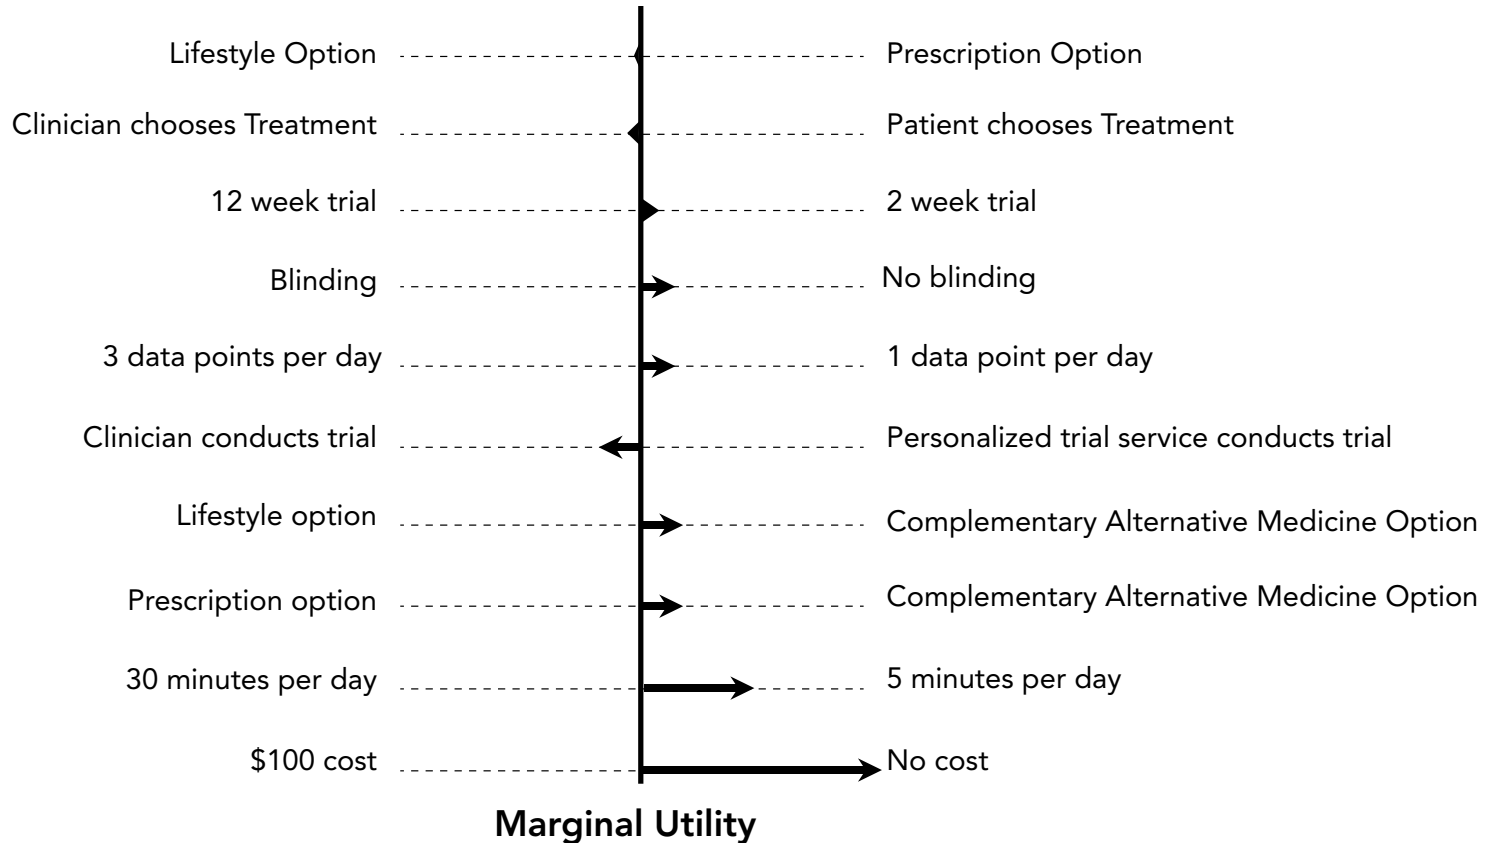 Lifestyle Option Prescription Option
Clinician chooses Treatment Patient chooses Treatment
12 week trial 2 week trial
Blinding No blinding
3 data points per day 1 data point per day
Clinician conducts trial Personalized trial service conducts trial
Lifestyle option Complementary Alternative Medicine Option
Prescription option Complementary Alternative Medicine Option
30 minutes per day 5 minutes per day
$100 cost No cost
Marginal Utility